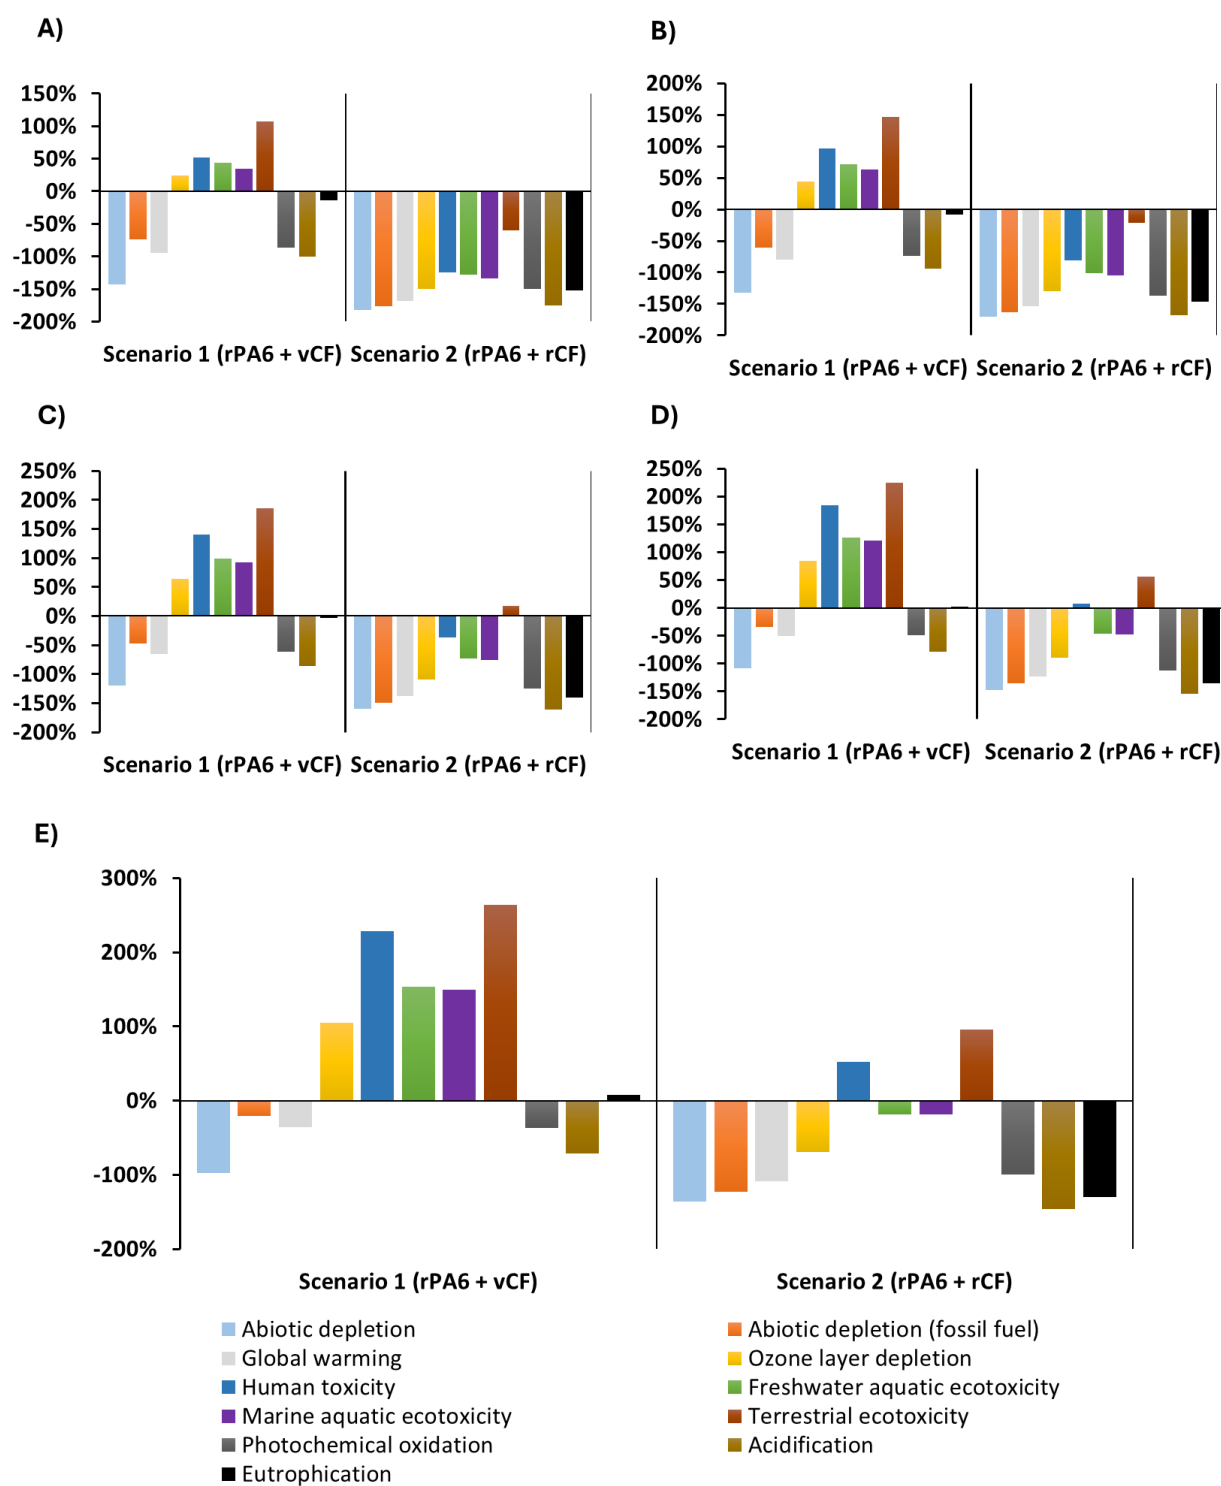 A)
150%
100%
50%
0%
-50%
-100%
-150%
-200%
Scenario 1 (rPA6 + vCF) Scenario 2 (rPA6 + rCF)
B)
200%
150%
100%
50%
0%
-50%
-100%
-150%
-200%
Scenario 1 (rPA6 + vCF) Scenario 2 (rPA6 + rCF)
C)
250%
200%
150%
100%
50%
0%
-50%
-100%
-150%
-200%
Scenario 1 (rPA6 + vCF) Scenario 2 (rPA6 + rCF)
D)
250%
200%
150%
100%
50%
0%
-50%
-100%
-150%
-200%
Scenario 1 (rPA6 + vCF) Scenario 2 (rPA6 + rCF)
E)
300%
200%
100%
0%
-100%
-200%
Scenario 1 (rPA6 + vCF) Scenario 2 (rPA6 + rCF)
Abiotic depletion
Abiotic depletion (fossil fuel)
Global warming
Ozone layer depletion
Human toxicity
Freshwater aquatic ecotoxicity
Marine aquatic ecotoxicity
Terrestrial ecotoxicity
Photochemical oxidation
Acidification
Eutrophication